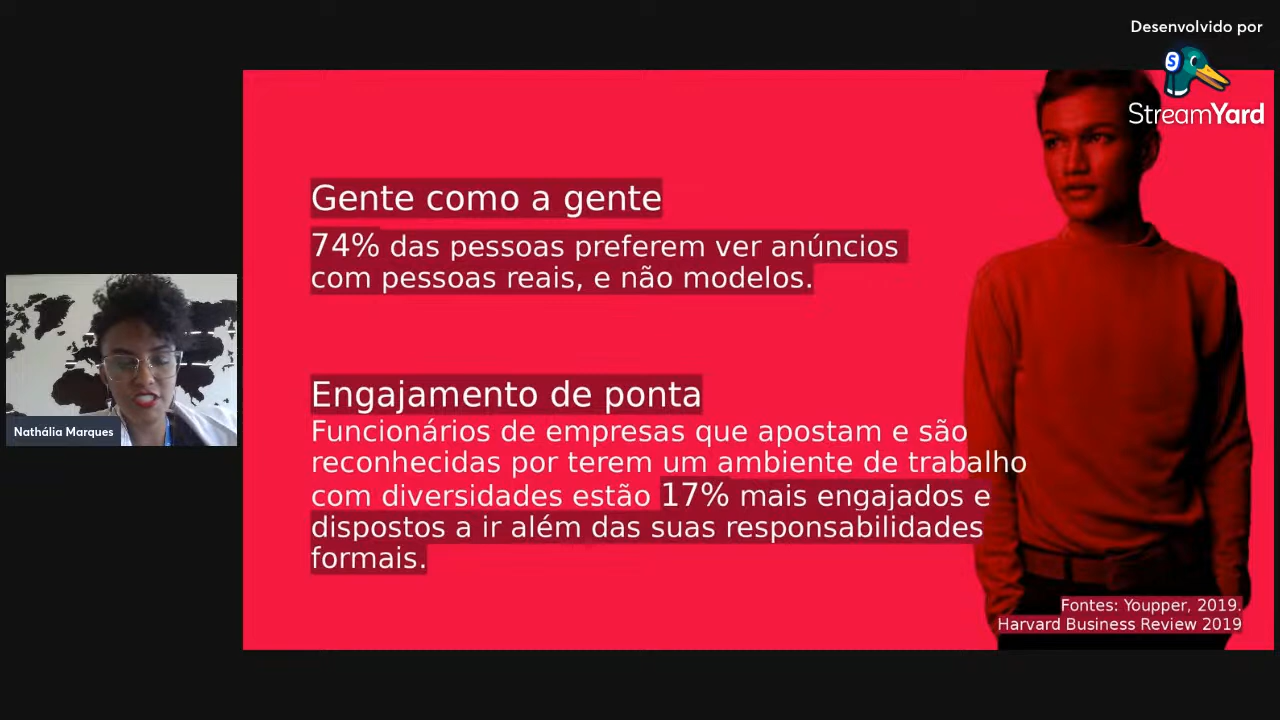 Desenvolvido por
StreamYard
Gente como a gente
74% das pessoas preferem ver anúncios
com pessoas reais, e não modelos.
Engajamento de ponta
Funcionários de empresas que apostam e são
reconhecidas por terem um ambiente de trabalho
com diversidades estão 17% mais engajados e
dispostos a ir além das suas responsabilidades
formais.
Nathália Marques
Fontes: Youpper, 2019.
Harvard Business Review 2019